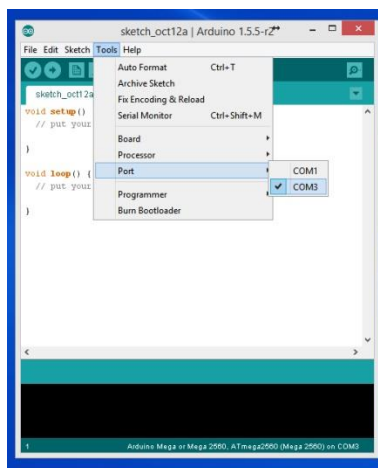 sketch_oct12a | Arduino 1.5.5-r2
File Edit Sketch Tools Help
Auto Format Ctrl+T
Archive Sketch
Fix Encoding & Reload
Serial Monitor Ctrl+Shift+M
Board
Processor
Port
COM1
COM3
Programmer
Burn Bootloader
sketch_oct12a
void setup()
// put your
}
void loop() {
// put your
}
1 Arduino Mega or Mega 2560, ATmega2560 (Mega 2560) on COM3